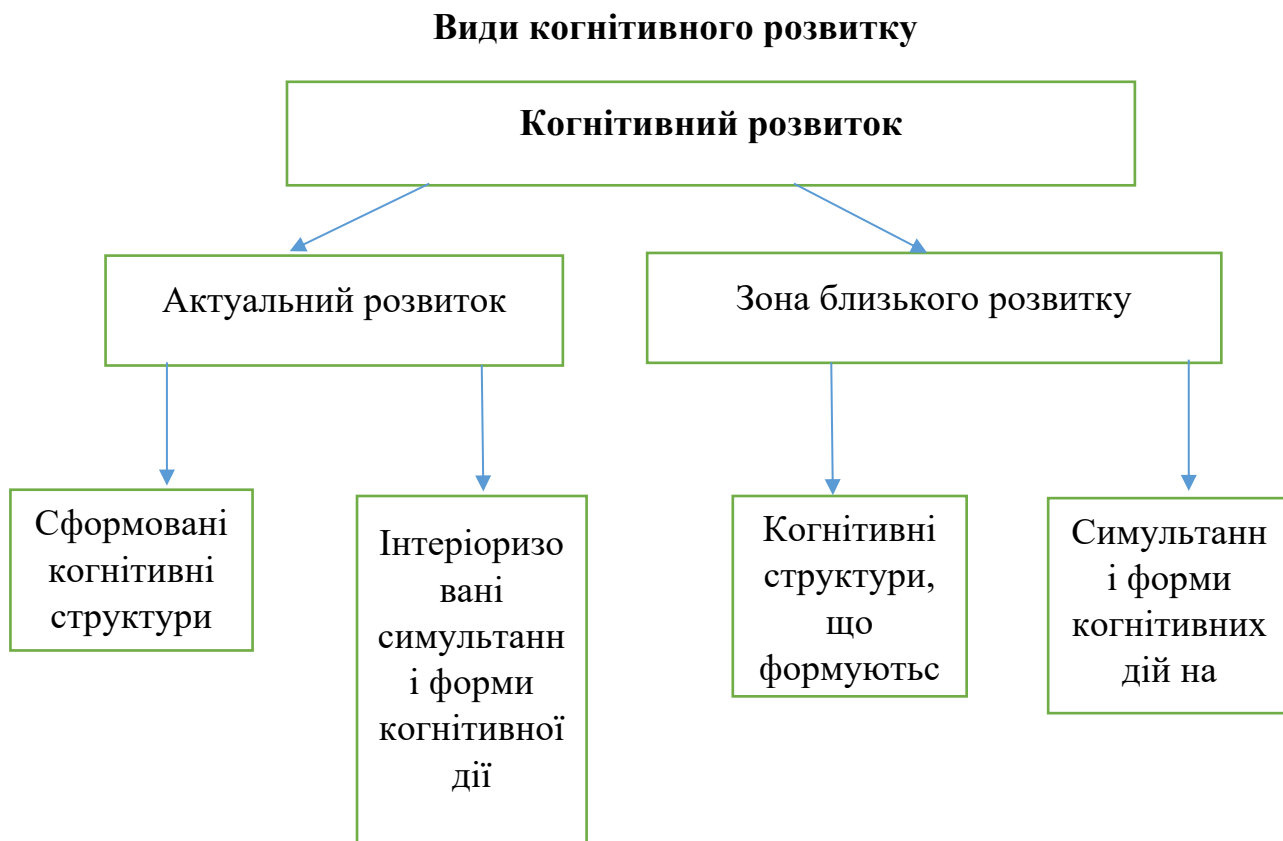 Види когнітивного розвитку
Когнітивний розвиток
Актуальний розвиток
Зона близького розвитку
Сформовані
когнітивні
структури
Інтеріоризо
вані
симультанн
і форми
когнітивної
дії
Когнітивні
структури,
що
формуютьс
Симультанн
і форми
когнітивних
дій на